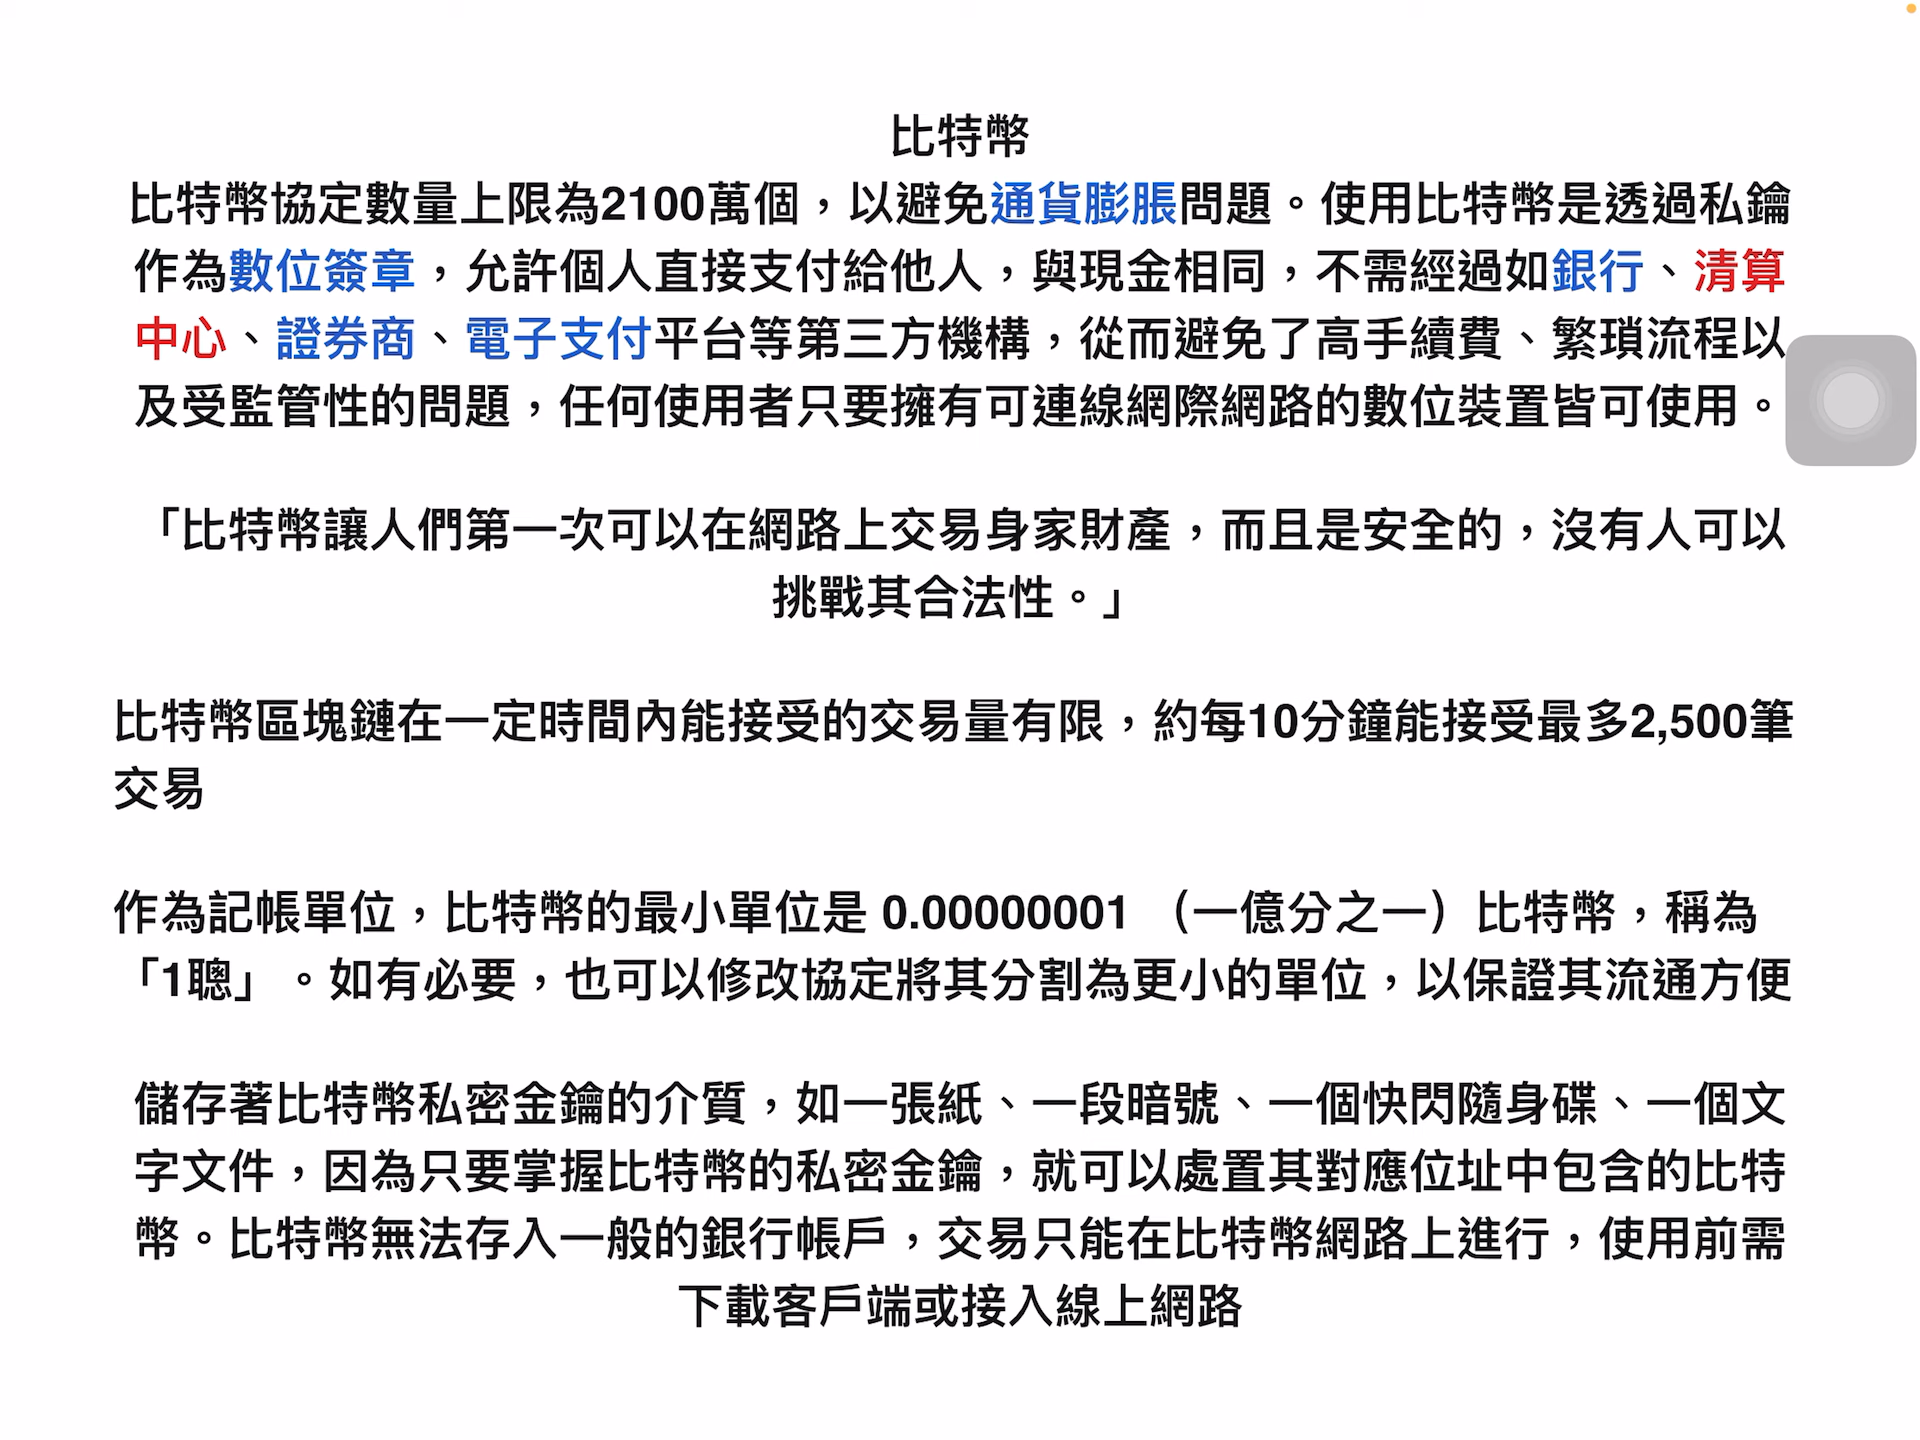 比特幣
比特幣協定數量上限為2100萬個，以避免通貨膨脹問題。使用比特幣是透過私鑰
作為數位簽章，允許個人直接支付給他人，與現金相同，不需經過如銀行、清算
中心、證券商、電子支付平台等第三方機構，從而避免了高手續費、繁瑣流程以
及受監管性的問題，任何使用者只要擁有可連線網際網路的數位裝置皆可使用。
「比特幣讓人們第一次可以在網路上交易身家財產，而且是安全的，沒有人可以
挑戰其合法性。」
比特幣區塊鏈在一定時間內能接受的交易量有限，約每10分鐘能接受最多2,500筆
交易
作為記帳單位，比特幣的最小單位是 0.00000001 （一億分之一）比特幣，稱為
「1聰」。如有必要，也可以修改協定將其分割為更小的單位，以保證其流通方便
儲存著比特幣私密金鑰的介質，如一張紙、一段暗號、一個快閃隨身碟、一個文
字文件，因為只要掌握比特幣的私密金鑰，就可以處置其對應位址中包含的比特
幣。比特幣無法存入一般的銀行帳戶，交易只能在比特幣網路上進行，使用前需
下載客戶端或接入線上網路